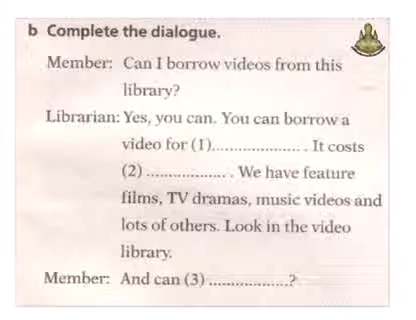 b Complete the dialogue.
Member: Can I borrow videos from this
library?
Librarian: Yes, you can. You can borrow a
video for (1).................... . It costs
(2) .................. . We have feature
films, TV dramas, music videos and
lots of others. Look in the video
library.
Member: And can (3) ..................?